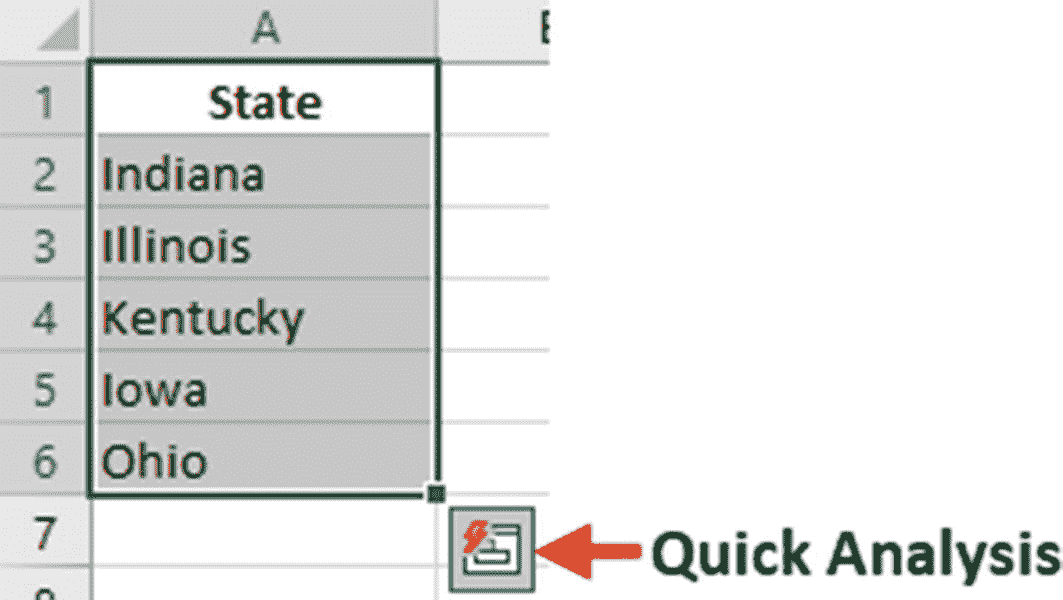 A
1 State
2 Indiana
3 Illinois
4 Kentucky
5 Iowa
6 Ohio
7
Quick Analysis